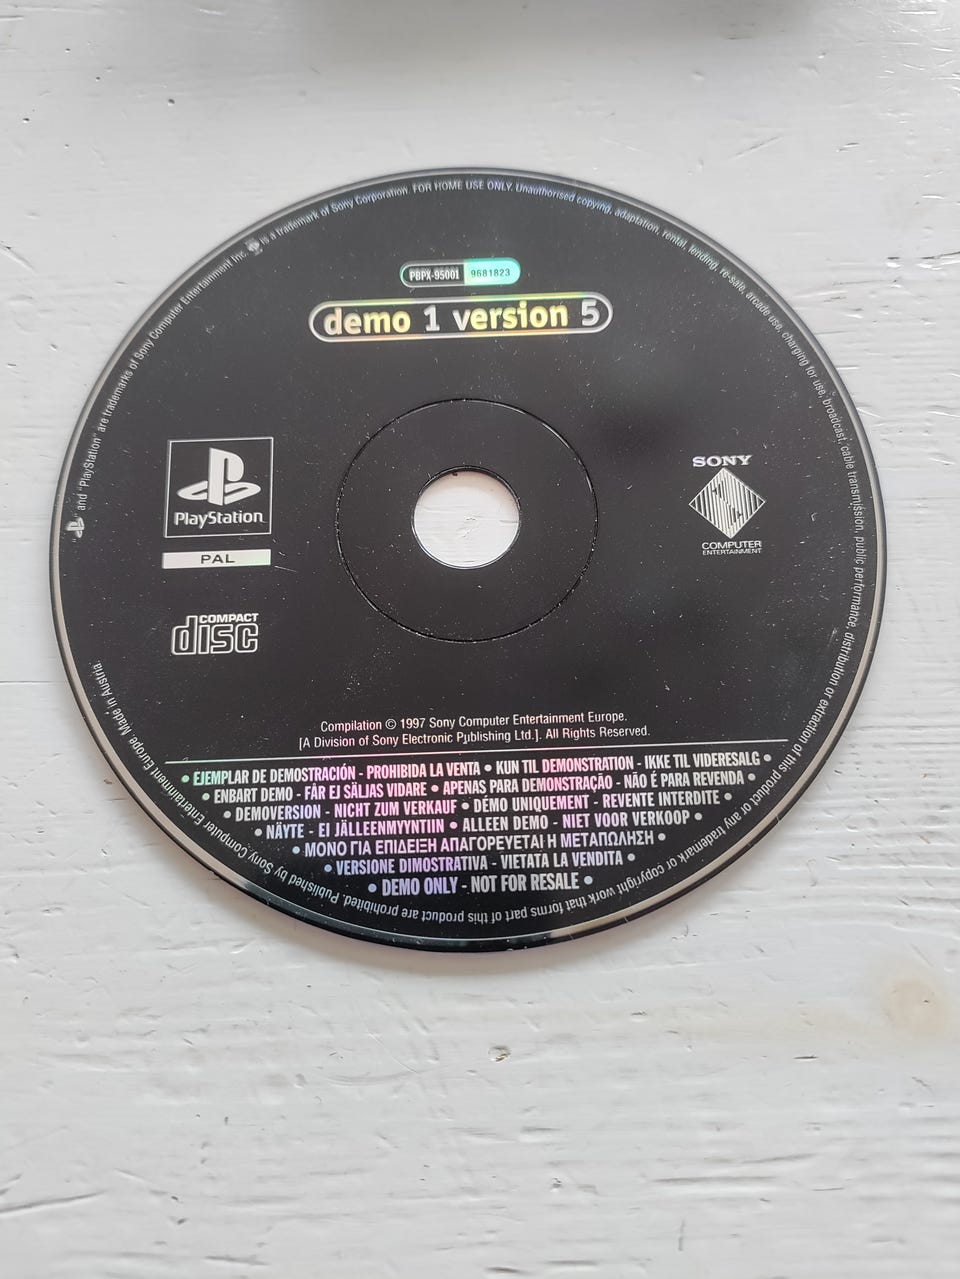 PBPX-95001 9681823
demo 1 version 5
PlayStation
PAL
COMPACT
disc
SONY
COMPUTER
ENTERTAINMENT
Compilation © 1997 Sony Computer Entertainment Europe.
[A Division of Sony Electronic Publishing Ltd.]. All Rights Reserved.
• EJEMPLAR DE DEMOSTRACIÓN - PROHIBIDA LA VENTA • KUN TIL DEMONSTRATION - IKKE TIL VIDERESALG •
• ENBART DEMO - FÅR EJ SÄLJAS VIDARE • APENAS PARA DEMONSTRAÇÃO - NÃO É PARA REVENDA •
• DEMOVERSION - NICHT ZUM VERKAUF • DÉMO UNIQUEMENT - REVENTE INTERDITE •
• NÄYTE - EI JÄLLEENMYYNTIIN • ALLEEN DEMO - NIET VOOR VERKOOP •
• ΜΟΝΟ ΓΙΑ ΕΠΙΔΕΙΞΗ ΑΠΑΓΟΡΕΥΕΤΑΙ Η ΜΕΤΑΠΩΛΗΣΗ •
• VERSIONE DIMOSTRATIVA - VIETATA LA VENDITA •
• DEMO ONLY - NOT FOR RESALE •
and "PlayStation" are trademarks of Sony Computer Entertainment Inc. is a trademark of Sony Corporation. FOR HOME USE ONLY. Unauthorised copying, adaptation, rental, lending, re-sale, arcade use, charging for use, broadcast, cable transmission, public performance, distribution or extraction of this product or any trademark or copyright work that forms part of this product are prohibited. Published by Sony Computer Entertainment Europe. Made in Austria.